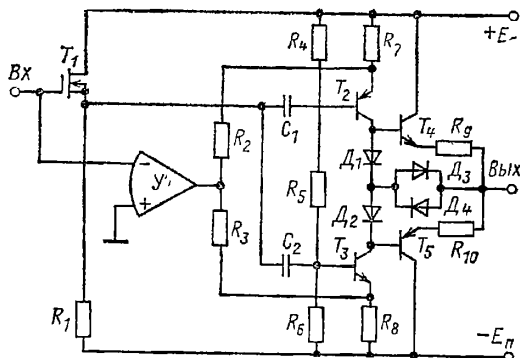 R₄
R₇
+E-
Вх
T₁
T₂
C₁
R₂
T₄
R₉
Д₁
Д₃
Вых
У₁
-
+
R₅
Д₂
Д₄
R₃
C₂
T₃
T₅
R₁₀
R₁
R₆
R₈
-Eп